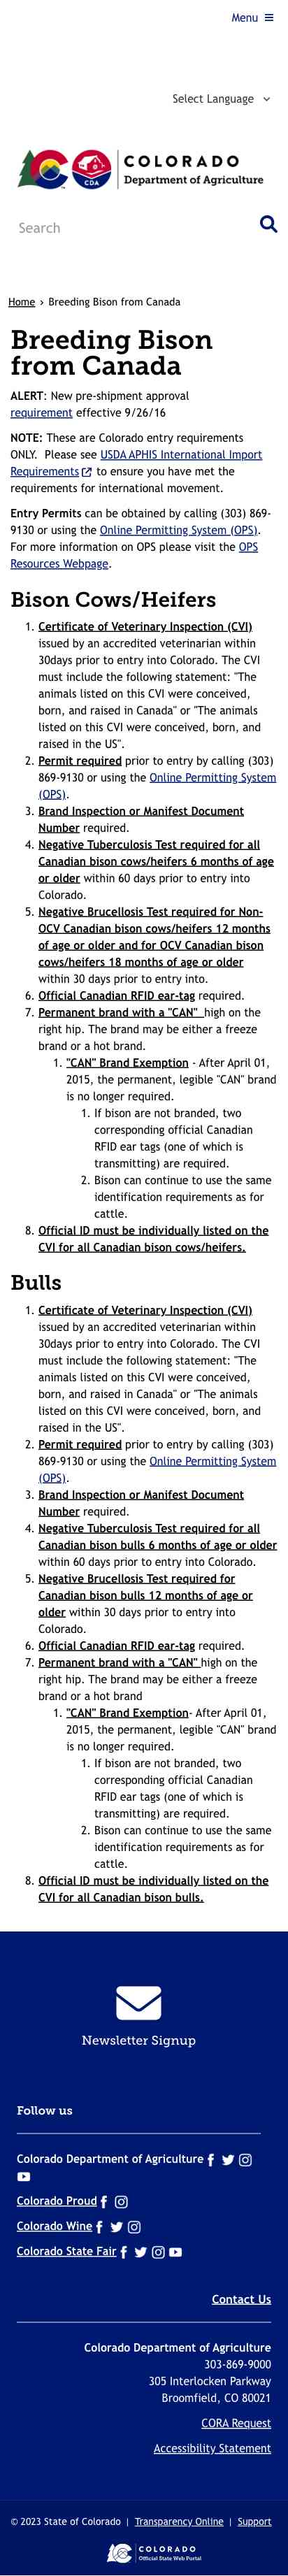 Menu
Select Language
CDA
COLORADO
Department of Agriculture
Search
Home › Breeding Bison from Canada
Breeding Bison
from Canada
ALERT: New pre-shipment approval
requirement effective 9/26/16
NOTE: These are Colorado entry requirements
ONLY. Please see USDA APHIS International Import
Requirements to ensure you have met the
requirements for international movement.
Entry Permits can be obtained by calling (303) 869-
9130 or using the Online Permitting System (OPS).
For more information on OPS please visit the OPS
Resources Webpage.
Bison Cows/Heifers
1. Certificate of Veterinary Inspection (CVI)
issued by an accredited veterinarian within
30days prior to entry into Colorado. The CVI
must include the following statement: "The
animals listed on this CVI were conceived,
born, and raised in Canada" or "The animals
listed on this CVI were conceived, born, and
raised in the US".
2. Permit required prior to entry by calling (303)
869-9130 or using the Online Permitting System
(OPS).
3. Brand Inspection or Manifest Document
Number required.
4. Negative Tuberculosis Test required for all
Canadian bison cows/heifers 6 months of age
or older within 60 days prior to entry into
Colorado.
5. Negative Brucellosis Test required for Non-
OCV Canadian bison cows/heifers 12 months
of age or older and for OCV Canadian bison
cows/heifers 18 months of age or older
within 30 days prior to entry into.
6. Official Canadian RFID ear-tag required.
7. Permanent brand with a "CAN" high on the
right hip. The brand may be either a freeze
brand or a hot brand.
1. "CAN" Brand Exemption - After April 01,
2015, the permanent, legible "CAN" brand
is no longer required.
1. If bison are not branded, two
corresponding official Canadian
RFID ear tags (one of which is
transmitting) are required.
2. Bison can continue to use the same
identification requirements as for
cattle.
8. Official ID must be individually listed on the
CVI for all Canadian bison cows/heifers.
Bulls
1. Certificate of Veterinary Inspection (CVI)
issued by an accredited veterinarian within
30days prior to entry into Colorado. The CVI
must include the following statement: "The
animals listed on this CVI were conceived,
born, and raised in Canada" or "The animals
listed on this CVI were conceived, born, and
raised in the US".
2. Permit required prior to entry by calling (303)
869-9130 or using the Online Permitting System
(OPS).
3. Brand Inspection or Manifest Document
Number required.
4. Negative Tuberculosis Test required for all
Canadian bison bulls 6 months of age or older
within 60 days prior to entry into Colorado.
5. Negative Brucellosis Test required for
Canadian bison bulls 12 months of age or
older within 30 days prior to entry into
Colorado.
6. Official Canadian RFID ear-tag required.
7. Permanent brand with a "CAN" high on the
right hip. The brand may be either a freeze
brand or a hot brand
1. "CAN" Brand Exemption- After April 01,
2015, the permanent, legible "CAN" brand
is no longer required.
1. If bison are not branded, two
corresponding official Canadian
RFID ear tags (one of which is
transmitting) are required.
2. Bison can continue to use the same
identification requirements as for
cattle.
8. Official ID must be individually listed on the
CVI for all Canadian bison bulls.
Newsletter Signup
Follow us
Colorado Department of Agriculture
Colorado Proud
Colorado Wine
Colorado State Fair
Contact Us
Colorado Department of Agriculture
303-869-9000
305 Interlocken Parkway
Broomfield, CO 80021
CORA Request
Accessibility Statement
© 2023 State of Colorado | Transparency Online | Support
COLORADO
Official State Web Portal